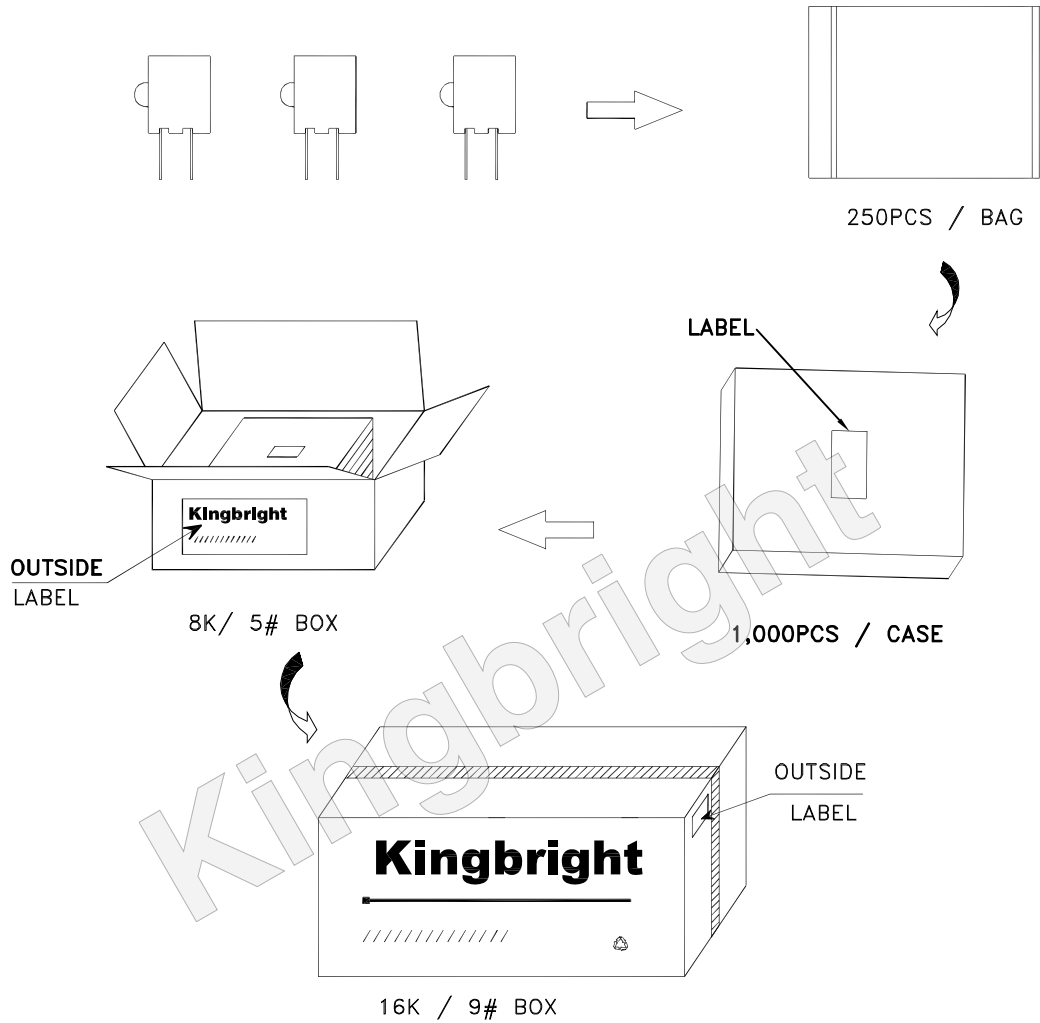 250PCS / BAG
LABEL
Kingbright
OUTSIDE
LABEL
8K/ 5# BOX
1,000PCS / CASE
Kingbright
OUTSIDE
LABEL
Kingbright
16K / 9# BOX